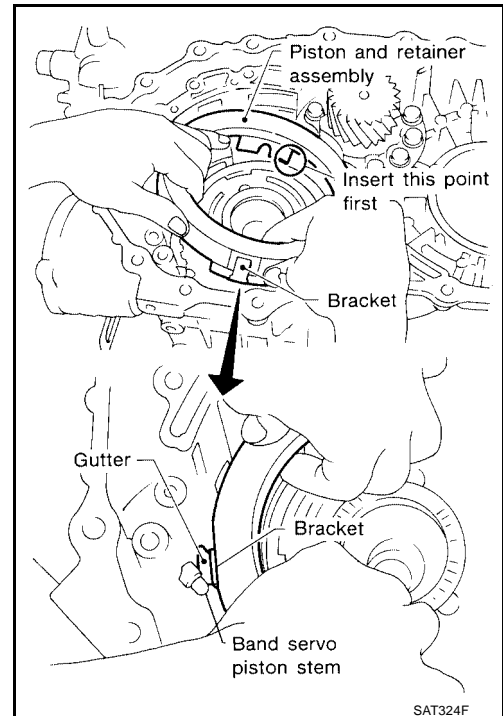 Piston and retainer
assembly
Insert this point
first
Bracket
Gutter
Bracket
Band servo
piston stem
SAT324F